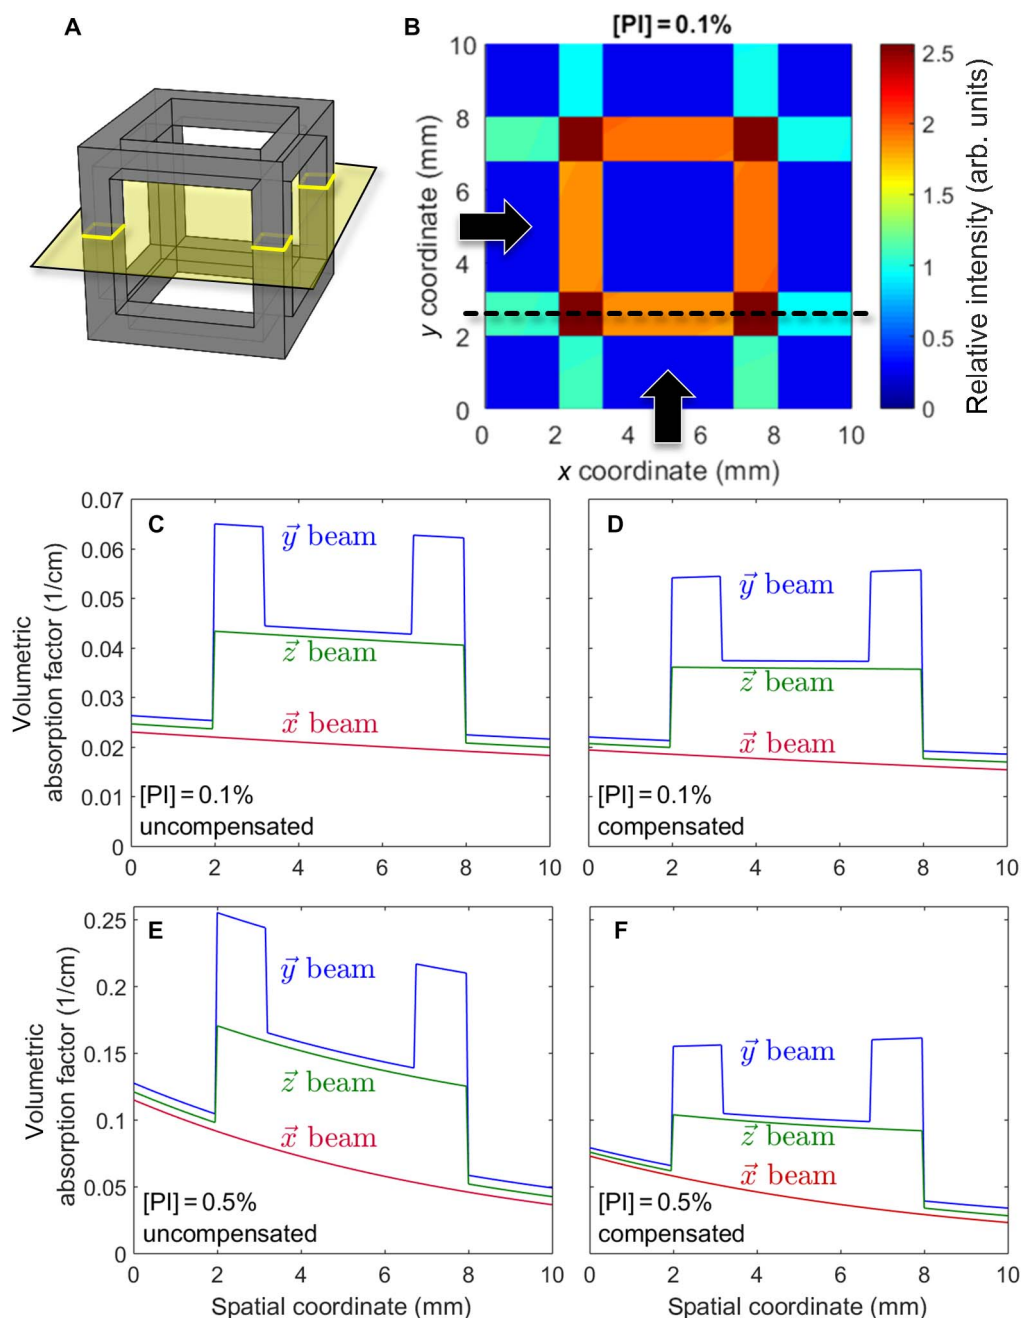 A
B
[PI] = 0.1%
10
8
6
4
2
0
y coordinate (mm)
0 2 4 6 8 10
x coordinate (mm)
2.5
2
1.5
1
0.5
0
Relative intensity (arb. units)
C
0.07
0.06
0.05
0.04
0.03
0.02
0.01
0
Volumetric
absorption factor (1/cm)
y⃗ beam
z⃗ beam
x⃗ beam
[PI] = 0.1%
uncompensated
0 2 4 6 8 10
D
y⃗ beam
z⃗ beam
x⃗ beam
[PI] = 0.1%
compensated
0 2 4 6 8 10
E
0.25
0.2
0.15
0.1
0.05
0
Volumetric
absorption factor (1/cm)
y⃗ beam
z⃗ beam
x⃗ beam
[PI] = 0.5%
uncompensated
0 2 4 6 8 10
Spatial coordinate (mm)
F
y⃗ beam
z⃗ beam
x⃗ beam
[PI] = 0.5%
compensated
0 2 4 6 8 10
Spatial coordinate (mm)